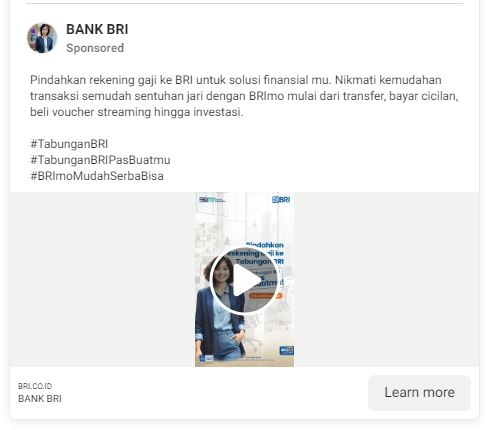 BANK BRI
Sponsored
Pindahkan rekening gaji ke BRI untuk solusi finansial mu. Nikmati kemudahan
transaksi semudah sentuhan jari dengan BRImo mulai dari transfer, bayar cicilan,
beli voucher streaming hingga investasi.
#TabunganBRI
#TabunganBRIPasBuatmu
#BRImoMudahSerbaBisa
BRI
Pindahkan
Rekening Gaji ke
Tabungan BRI
BRI.CO.ID
BANK BRI
Learn more